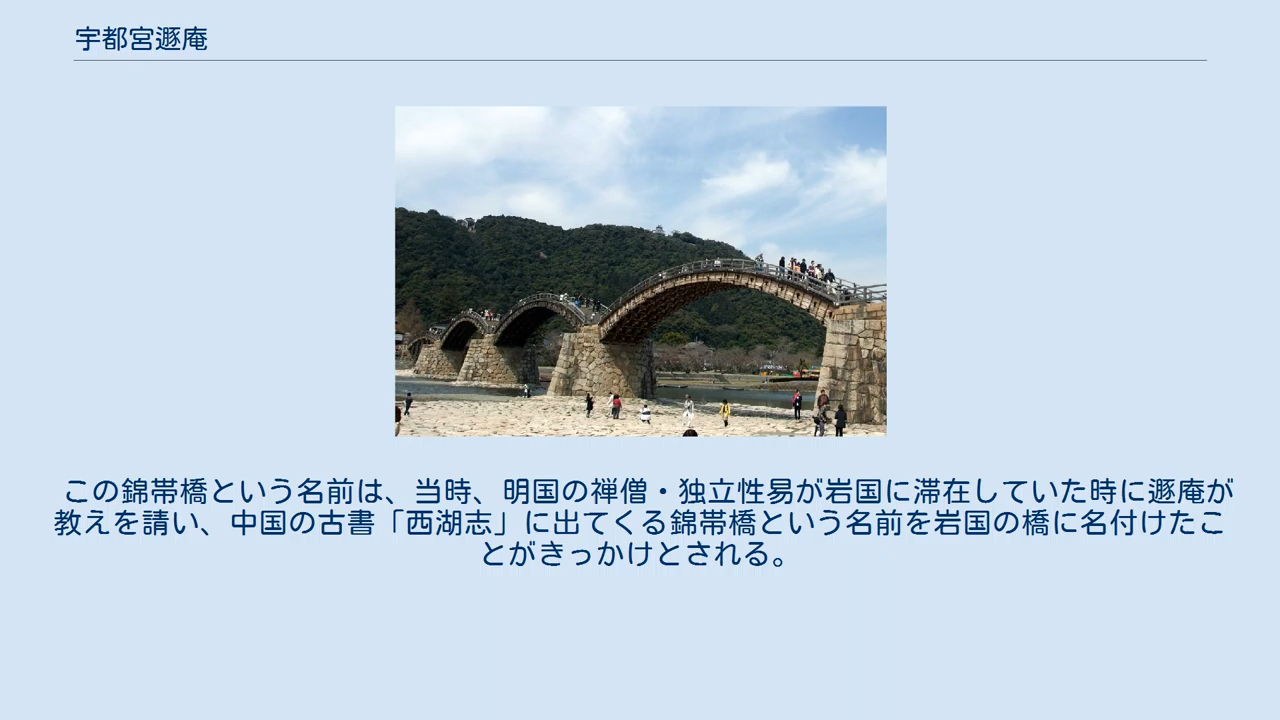 宇都宮遯庵
この錦帯橋という名前は、当時、明国の禅僧・独立性易が岩国に滞在していた時に遯庵が
教えを請い、中国の古書「西湖志」に出てくる錦帯橋という名前を岩国の橋に名付けたこ
とがきっかけとされる。